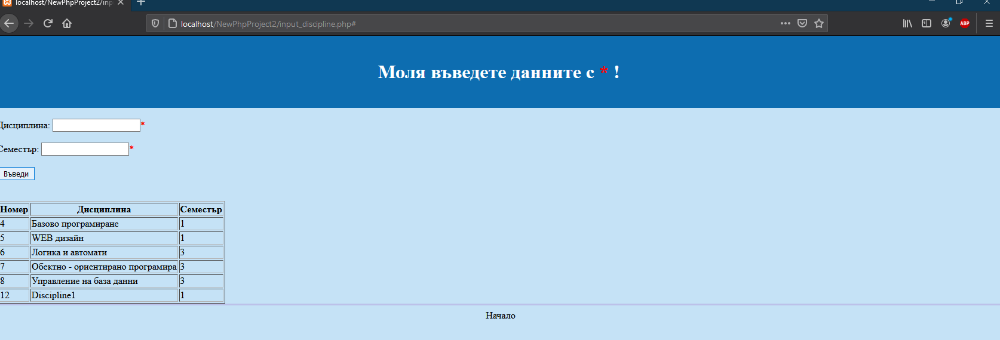 localhost/NewPhpProject2/inp
localhost/NewPhpProject2/input_discipline.php#
ABP
Моля въведете данните с * !
Дисциплина: *
Семестър: *
Въведи
Номер Дисциплина Семестър
4 Базово програмиране 1
5 WEB дизайн 1
6 Логика и автомати 3
7 Обектно - ориентирано програмира 3
8 Управление на база данни 3
12 Discipline1 1
Начало